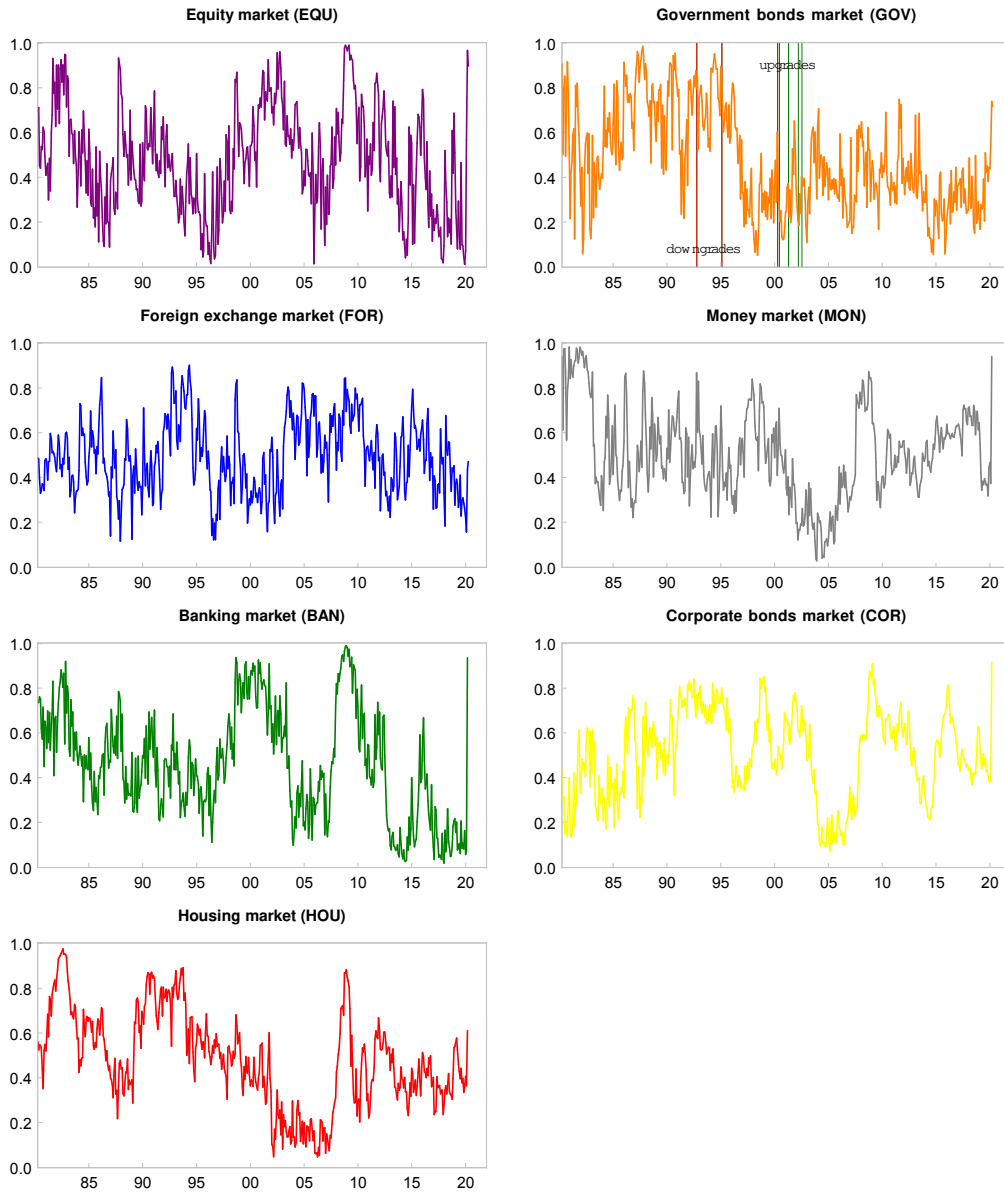 Equity market (EQU)
1.0
0.8
0.6
0.4
0.2
0.0
85 90 95 00 05 10 15 20
Government bonds market (GOV)
1.0
0.8
0.6
0.4
0.2
0.0
upgrades
downgrades
85 90 95 00 05 10 15 20
Foreign exchange market (FOR)
1.0
0.8
0.6
0.4
0.2
0.0
85 90 95 00 05 10 15 20
Money market (MON)
1.0
0.8
0.6
0.4
0.2
0.0
85 90 95 00 05 10 15 20
Banking market (BAN)
1.0
0.8
0.6
0.4
0.2
0.0
85 90 95 00 05 10 15 20
Corporate bonds market (COR)
1.0
0.8
0.6
0.4
0.2
0.0
85 90 95 00 05 10 15 20
Housing market (HOU)
1.0
0.8
0.6
0.4
0.2
0.0
85 90 95 00 05 10 15 20